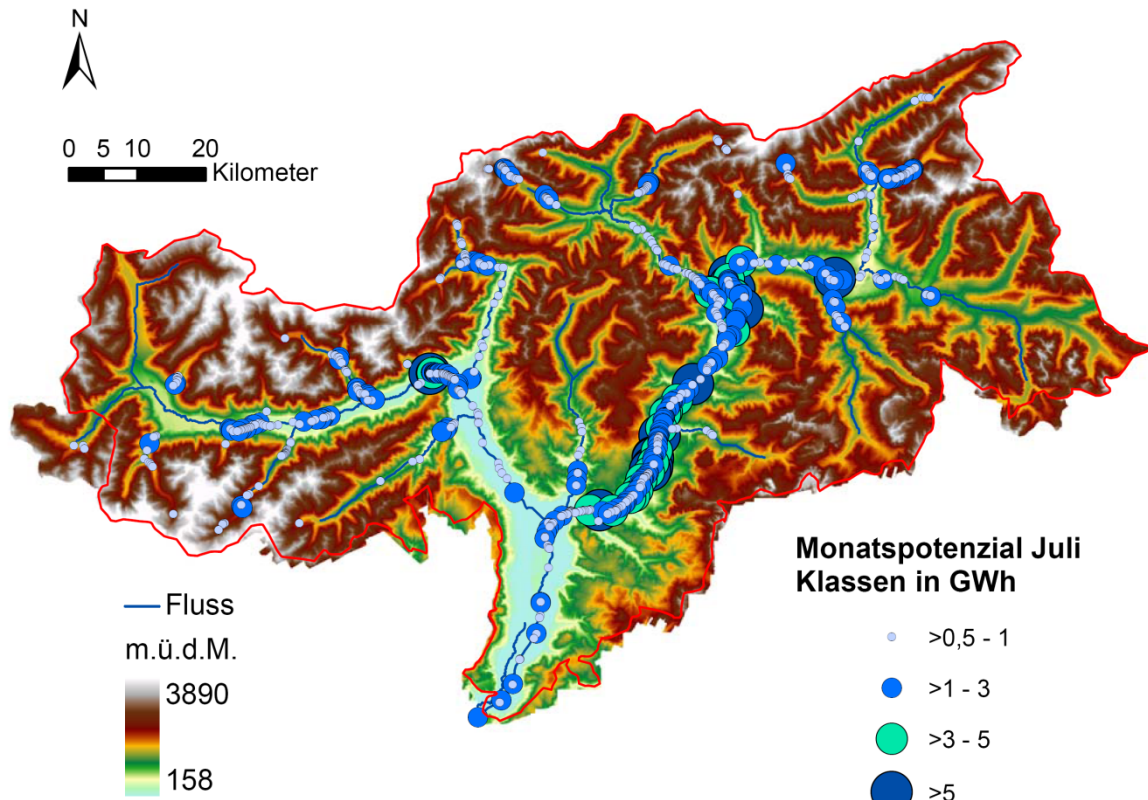 N
0 5 10 20
Kilometer
Fluss
m.ü.d.M.
3890
158
Monatspotenzial Juli
Klassen in GWh
>0,5 - 1
>1 - 3
>3 - 5
>5